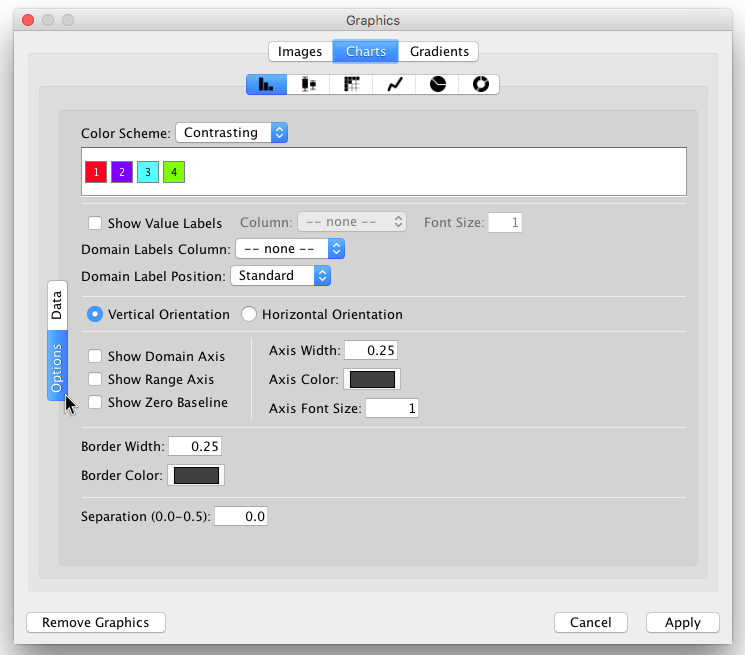 Graphics
Images Charts Gradients
Color Scheme: Contrasting
1 2 3 4
Show Value Labels Column: -- none -- Font Size: 1
Domain Labels Column: -- none --
Domain Label Position: Standard
Data
Options
Vertical Orientation Horizontal Orientation
Show Domain Axis
Show Range Axis
Show Zero Baseline
Axis Width: 0.25
Axis Color:
Axis Font Size: 1
Border Width: 0.25
Border Color:
Separation (0.0-0.5): 0.0
Remove Graphics Cancel Apply